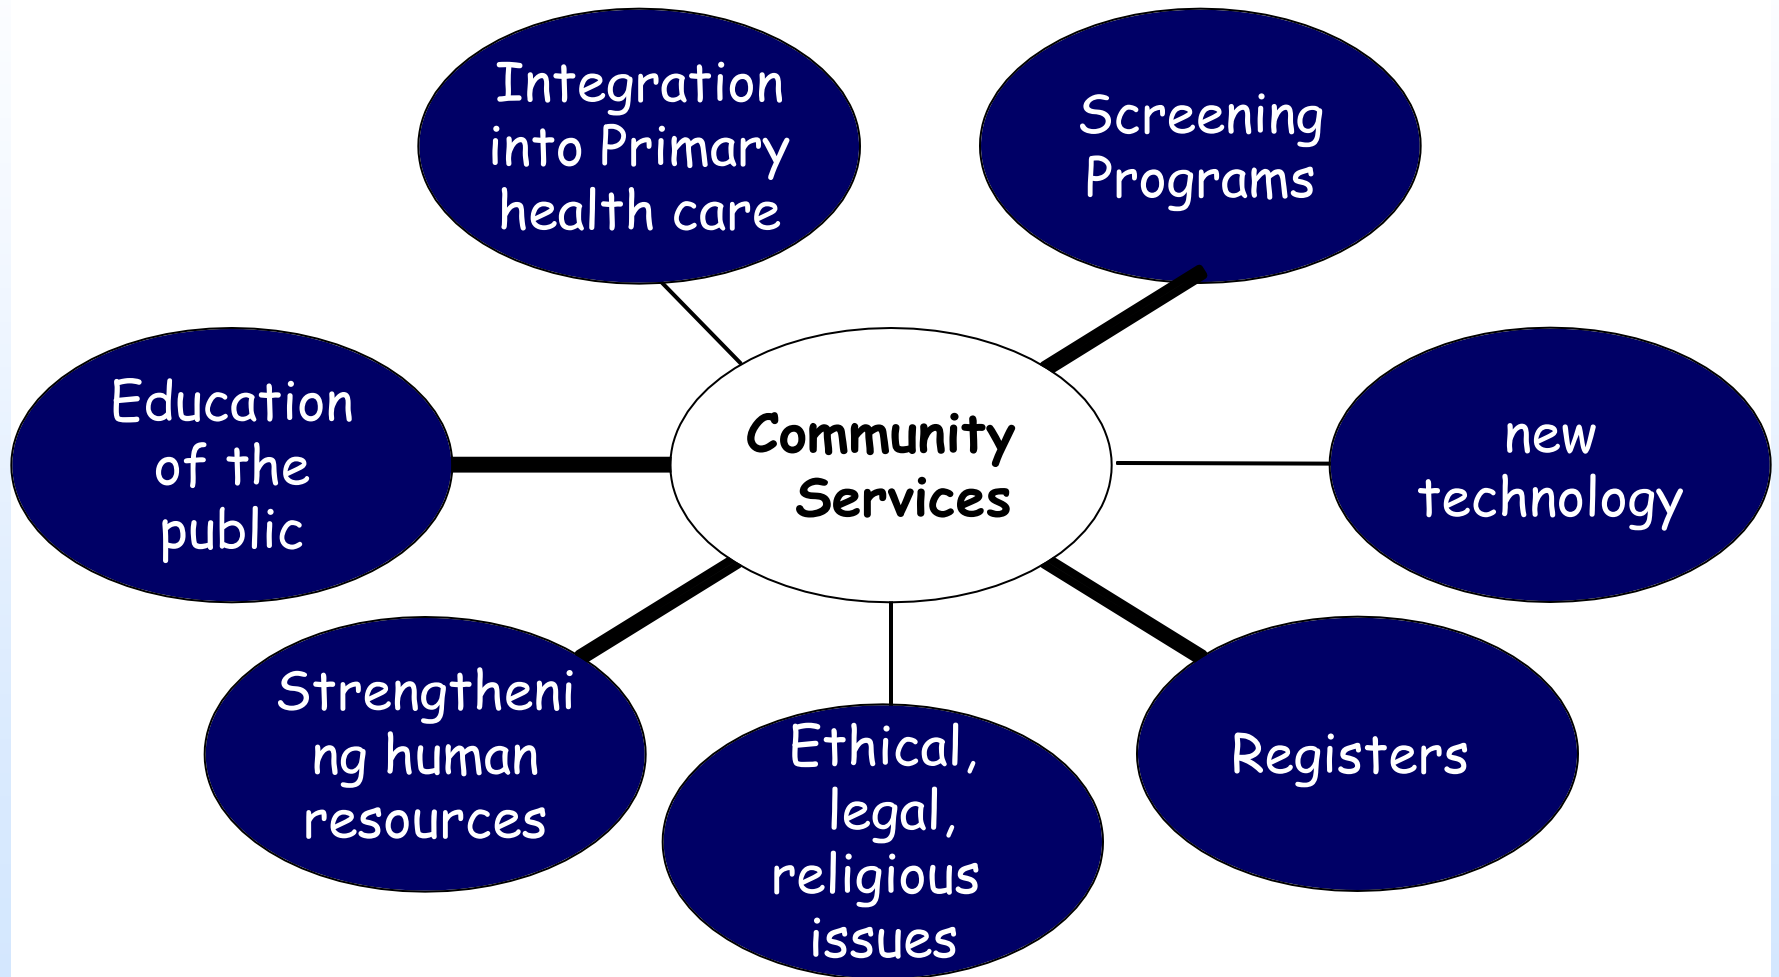 Integration
into Primary
health care
Screening
Programs
Education
of the
public
Community
Services
new
technology
Strengtheni
ng human
resources
Ethical,
legal,
religious
issues
Registers